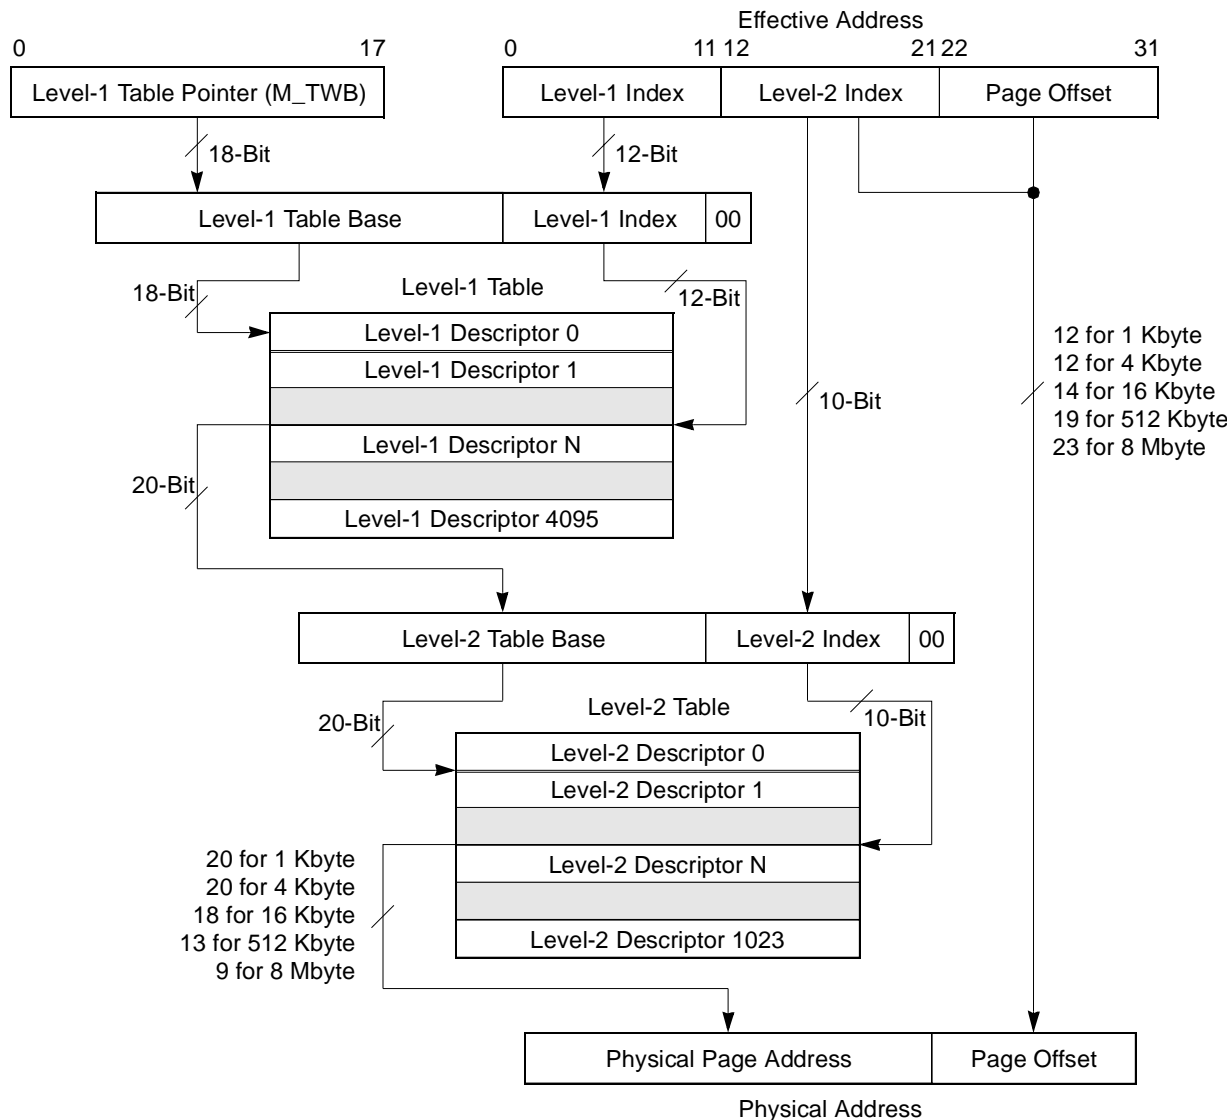 Effective Address
0 17 0 11 12 21 22 31
Level-1 Table Pointer (M_TWB) Level-1 Index Level-2 Index Page Offset
18-Bit 12-Bit
Level-1 Table Base Level-1 Index 00
18-Bit Level-1 Table 12-Bit
Level-1 Descriptor 0
Level-1 Descriptor 1
Level-1 Descriptor N
Level-1 Descriptor 4095
20-Bit
10-Bit
12 for 1 Kbyte
12 for 4 Kbyte
14 for 16 Kbyte
19 for 512 Kbyte
23 for 8 Mbyte
Level-2 Table Base Level-2 Index 00
20-Bit Level-2 Table 10-Bit
Level-2 Descriptor 0
Level-2 Descriptor 1
Level-2 Descriptor N
Level-2 Descriptor 1023
20 for 1 Kbyte
20 for 4 Kbyte
18 for 16 Kbyte
13 for 512 Kbyte
9 for 8 Mbyte
Physical Page Address Page Offset
Physical Address